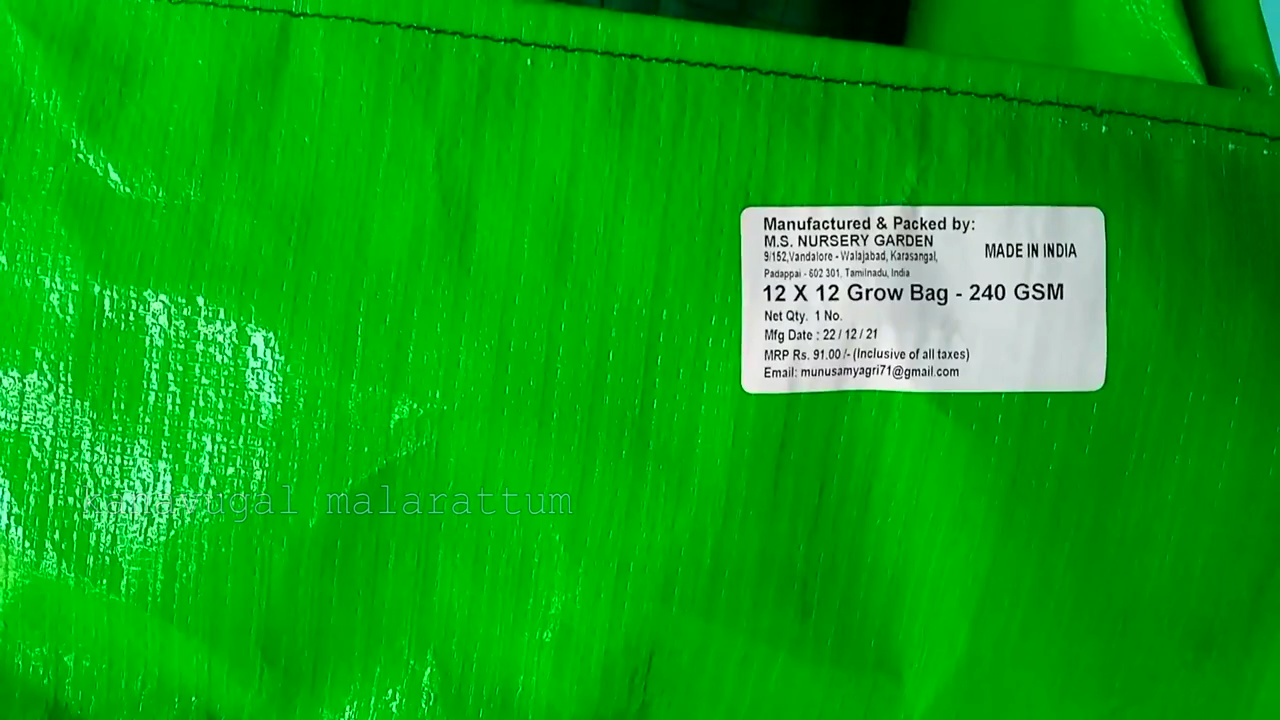 Manufactured & Packed by:
M.S. NURSERY GARDEN
MADE IN INDIA
9/152,Vandalore - Walajabad, Karasangal,
Padappai - 602 301, Tamilnadu, India
12 X 12 Grow Bag - 240 GSM
Net Qty. 1 No.
Mfg Date : 22 / 12 / 21
MRP Rs. 91.00 /- (Inclusive of all taxes)
Email: munusamyagri71@gmail.com
kanavugal malarattum